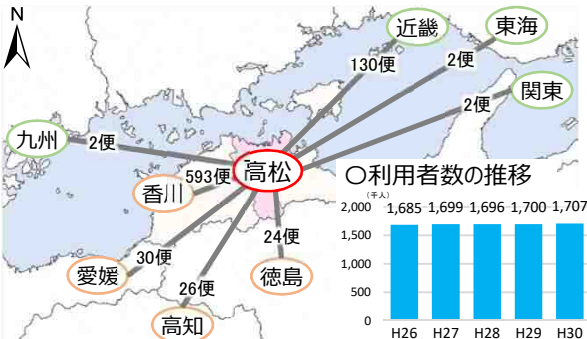 N
近畿
東海
130便
2便
関東
2便
九州
2便
高松
593便
香川
24便
30便
愛媛
徳島
26便
高知
〇利用者数の推移
(千人)
2,000
1,685 1,699 1,696 1,700 1,707
1,500
1,000
500
0
H26 H27 H28 H29 H30